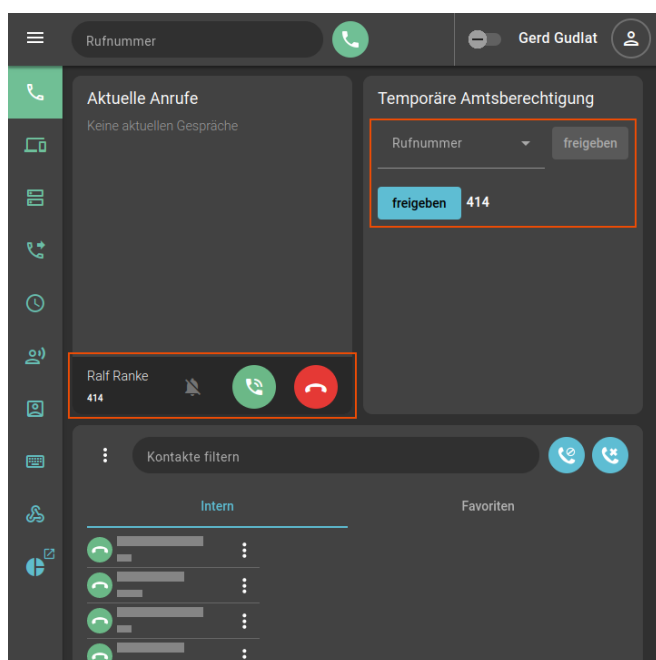 Rufnummer
Gerd Gudlat
Aktuelle Anrufe
Keine aktuellen Gespräche
Temporäre Amtsberechtigung
Rufnummer
freigeben
freigeben 414
Ralf Ranke
414
Kontakte filtern
Intern
Favoriten